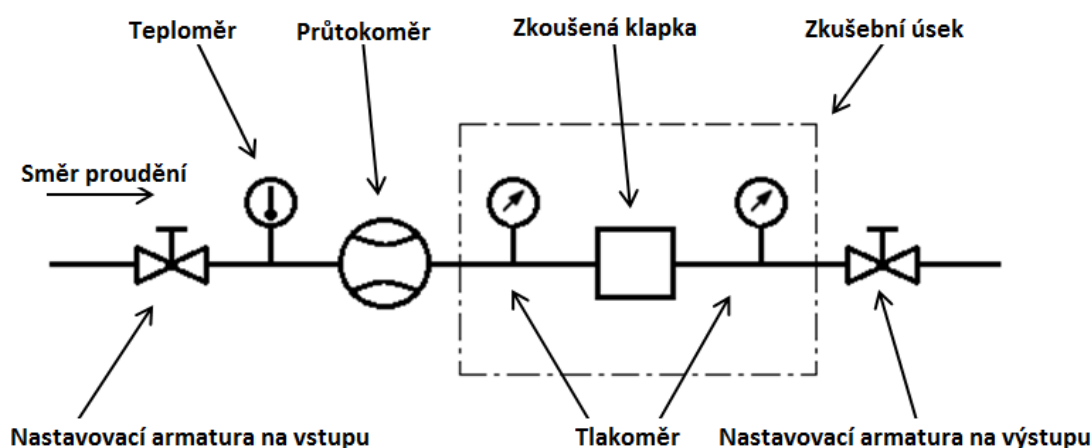 Teploměr
Průtokoměr
Zkoušená klapka
Zkušební úsek
Směr proudění
Nastavovací armatura na vstupu
Tlakoměr
Nastavovací armatura na výstupu